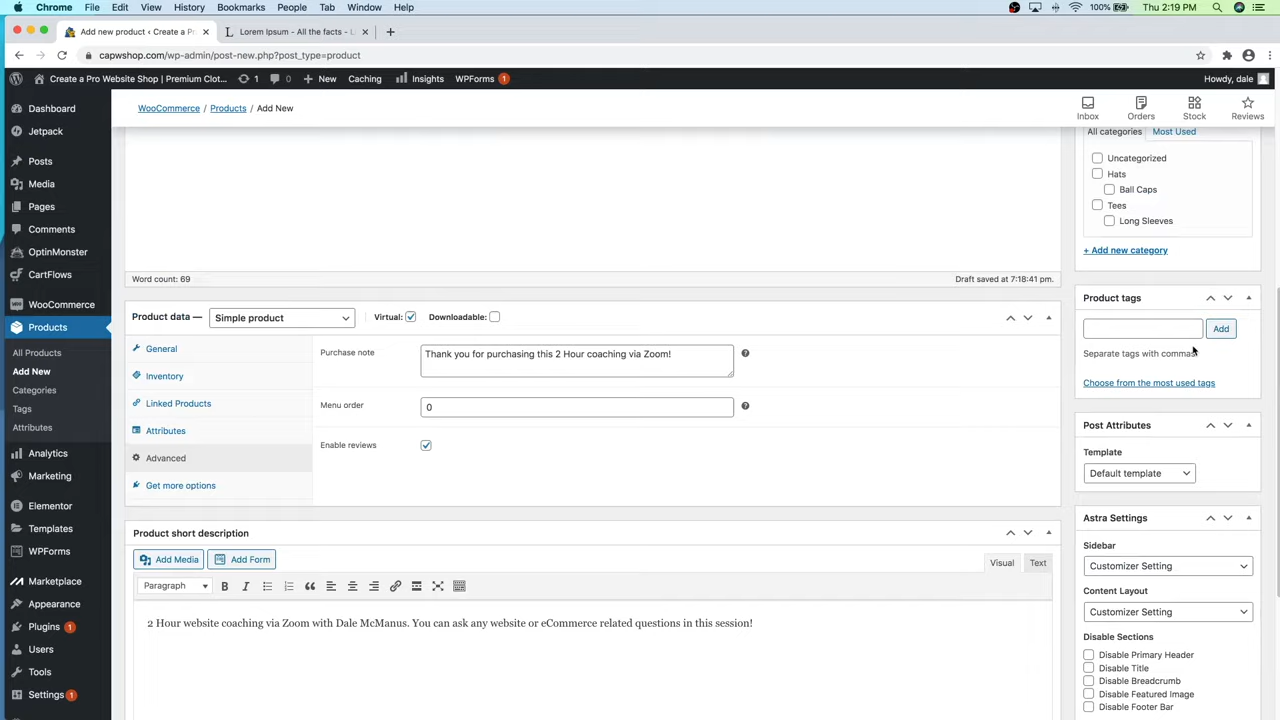 Chrome File Edit View History Bookmarks People Tab Window Help 100% Thu 2:19 PM
Add new product ‹ Create a Pr × Lorem Ipsum - All the facts - L × +
capwshop.com/wp-admin/post-new.php?post_type=product
Create a Pro Website Shop | Premium Clot... 1 0 + New Caching Insights WPForms 1 Howdy, dale
WooCommerce / Products / Add New
Inbox Orders Stock Reviews
Dashboard
Jetpack
Posts
Media
Pages
Comments
OptinMonster
CartFlows
WooCommerce
Products
All Products
Add New
Categories
Tags
Attributes
Analytics
Marketing
Elementor
Templates
WPForms
Marketplace
Appearance
Plugins 1
Users
Tools
Settings 1
Word count: 69 Draft saved at 7:18:41 pm.
Product data — Simple product Virtual: Downloadable:
General
Inventory
Linked Products
Attributes
Advanced
Get more options
Purchase note Thank you for purchasing this 2 Hour coaching via Zoom!
Menu order 0
Enable reviews
Product short description
Add Media Add Form Visual Text
Paragraph B I
2 Hour website coaching via Zoom with Dale McManus. You can ask any website or eCommerce related questions in this session!
All categories Most Used
Uncategorized
Hats
Ball Caps
Tees
Long Sleeves
+ Add new category
Product tags
Add
Separate tags with commas
Choose from the most used tags
Post Attributes
Template
Default template
Astra Settings
Sidebar
Customizer Setting
Content Layout
Customizer Setting
Disable Sections
Disable Primary Header
Disable Title
Disable Breadcrumb
Disable Featured Image
Disable Footer Bar